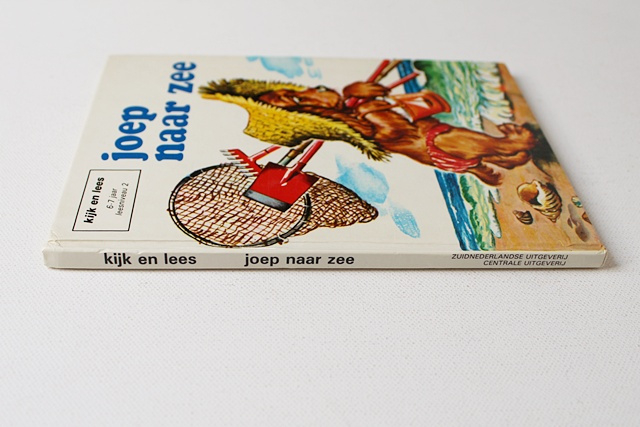 joep
naar zee
kijk en lees
6-7 jaar
leesniveau 2
kijk en lees
joep naar zee
ZUIDNEDERLANDSE UITGEVERIJ
CENTRALE UITGEVERIJ